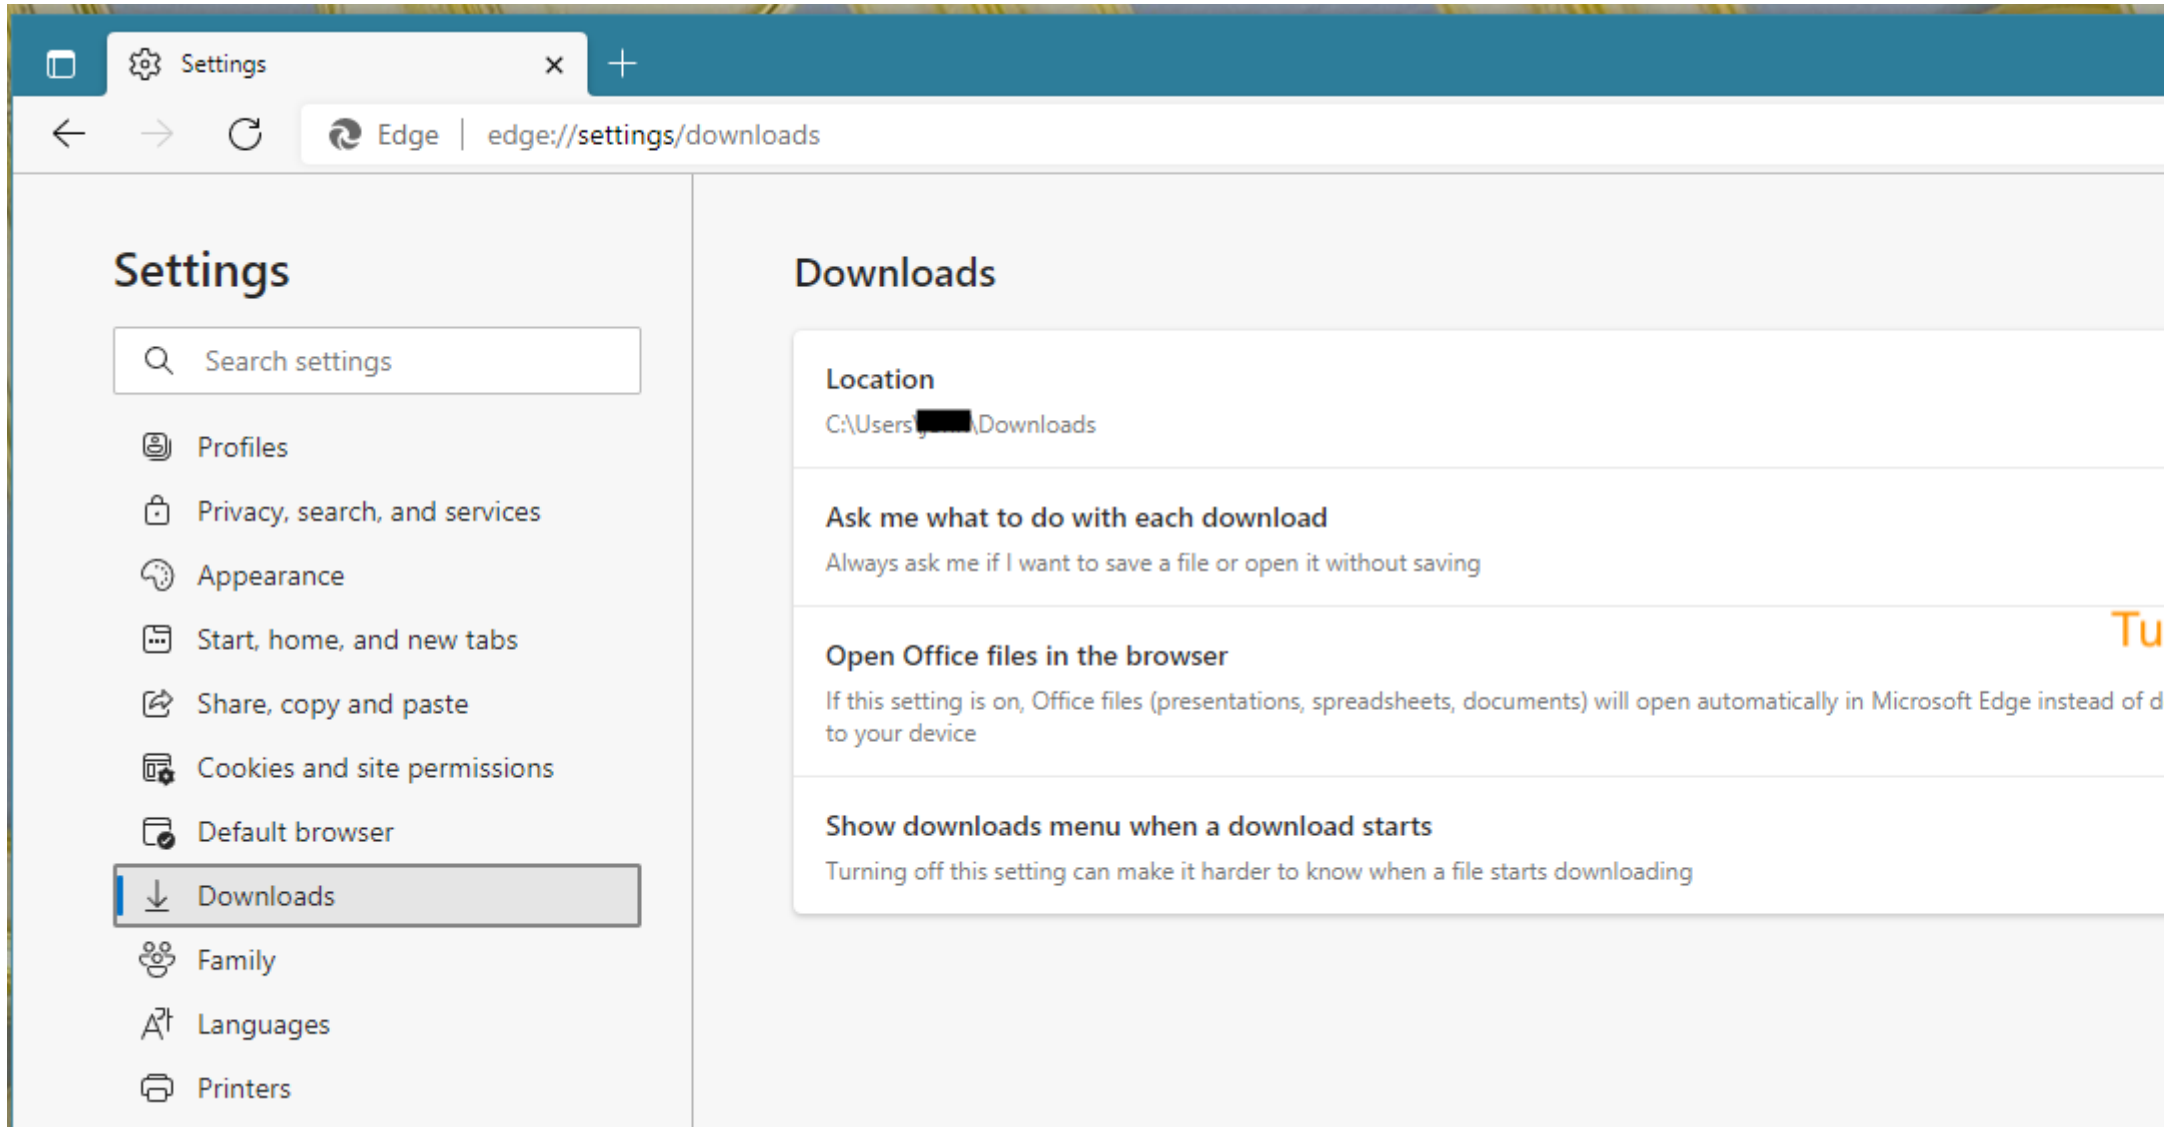 Settings
Edge | edge://settings/downloads
Settings
Search settings
Profiles
Privacy, search, and services
Appearance
Start, home, and new tabs
Share, copy and paste
Cookies and site permissions
Default browser
Downloads
Family
Languages
Printers
Downloads
Location
C:\Users\ \Downloads
Ask me what to do with each download
Always ask me if I want to save a file or open it without saving
Tu
Open Office files in the browser
If this setting is on, Office files (presentations, spreadsheets, documents) will open automatically in Microsoft Edge instead of d
to your device
Show downloads menu when a download starts
Turning off this setting can make it harder to know when a file starts downloading